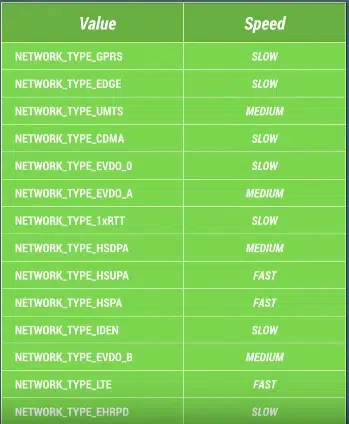 Value Speed
NETWORK_TYPE_GPRS SLOW
NETWORK_TYPE_EDGE SLOW
NETWORK_TYPE_UMTS MEDIUM
NETWORK_TYPE_CDMA SLOW
NETWORK_TYPE_EVDO_0 SLOW
NETWORK_TYPE_EVDO_A MEDIUM
NETWORK_TYPE_1xRTT SLOW
NETWORK_TYPE_HSDPA MEDIUM
NETWORK_TYPE_HSUPA FAST
NETWORK_TYPE_HSPA FAST
NETWORK_TYPE_IDEN SLOW
NETWORK_TYPE_EVDO_B MEDIUM
NETWORK_TYPE_LTE FAST
NETWORK_TYPE_EHRPD SLOW